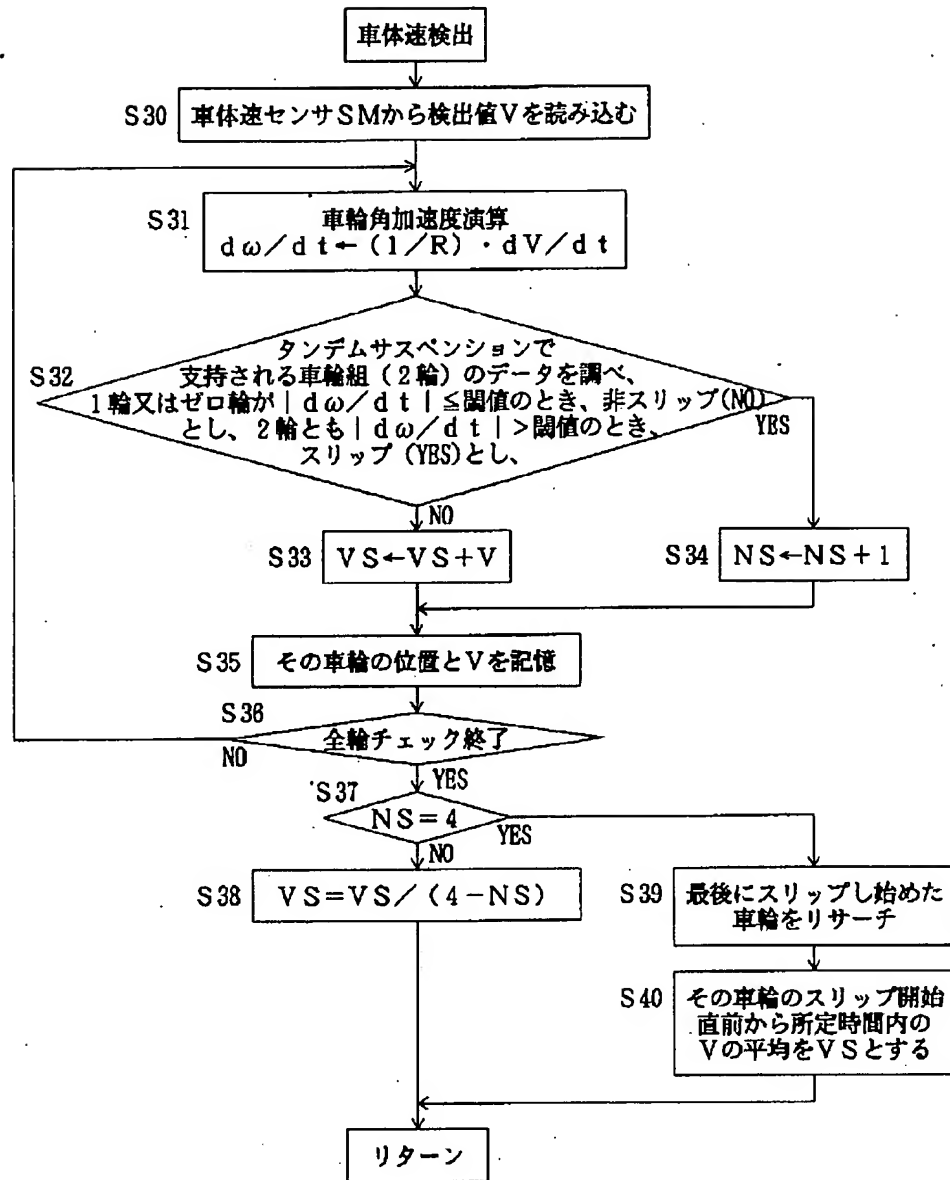 車体速検出
S30
車体速センサSMから検出値Vを読み込む
S31
車輪角加速度演算
dω/dt←(1/R)・dV/dt
S32
タンデムサスペンションで
支持される車輪組(2輪)のデータを調べ、
1輪又はゼロ輪が|dω/dt|≦閾値のとき、非スリップ(NO)
とし、2輪とも|dω/dt|>閾値のとき、
スリップ(YES)とし、
YES
NO
S33
VS←VS+V
S34
NS←NS+1
S35
その車輪の位置とVを記憶
S36
全輪チェック終了
NO
YES
S37
NS=4
YES
NO
S38
VS=VS/(4-NS)
S39
最後にスリップし始めた
車輪をリサーチ
S40
その車輪のスリップ開始
直前から所定時間内の
Vの平均をVSとする
リターン